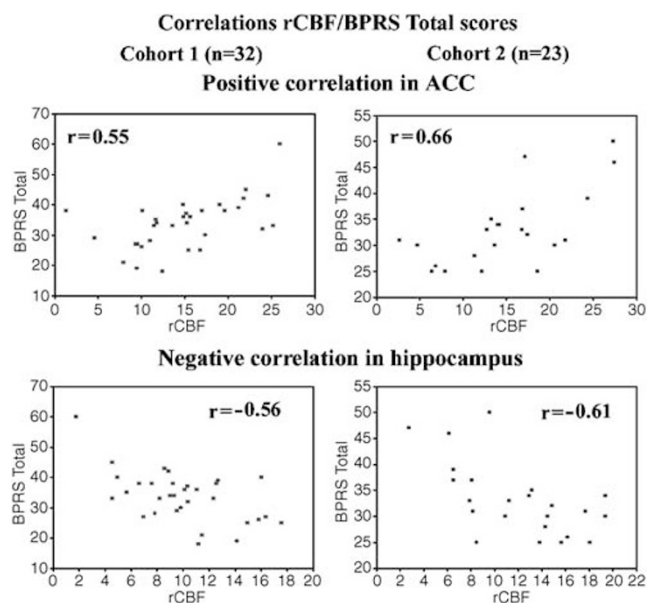 Correlations rCBF/BPRS Total scores
Cohort 1 (n=32) Cohort 2 (n=23)
Positive correlation in ACC
70
60
50
40
30
20
10
BPRS Total
r=0.55
0 5 10 15 20 25 30
rCBF
55
50
45
40
35
30
25
20
BPRS Total
r=0.66
0 5 10 15 20 25 30
rCBF
Negative correlation in hippocampus
70
60
50
40
30
20
10
BPRS Total
r=-0.56
0 2 4 6 8 10 12 14 16 18 20
rCBF
55
50
45
40
35
30
25
20
BPRS Total
r=-0.61
0 2 4 6 8 10 12 14 16 18 20 22
rCBF